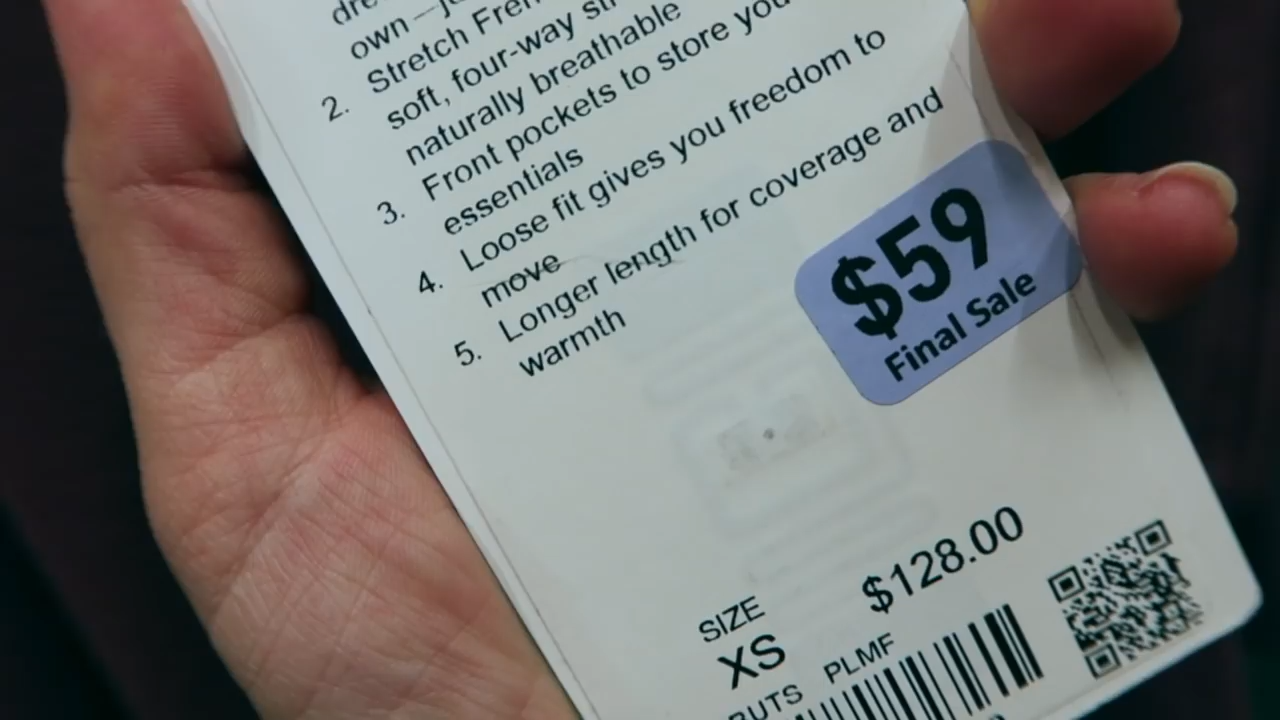 own—
2. Stretch
soft, four-way
naturally breathable
3. Front pockets to store you
essentials
4. Loose fit gives you freedom to
move
5. Longer length for coverage and
warmth
$59
Final Sale
$128.00
SIZE
XS
PLMF